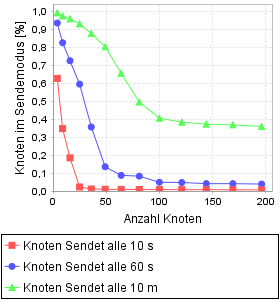 1,0
0,9
0,8
0,7
0,6
0,5
0,4
0,3
0,2
0,1
0,0
Knoten im Sendemodus [%]
0 50 100 150 200
Anzahl Knoten
Knoten Sendet alle 10 s
Knoten Sendet alle 60 s
Knoten Sendet alle 10 m